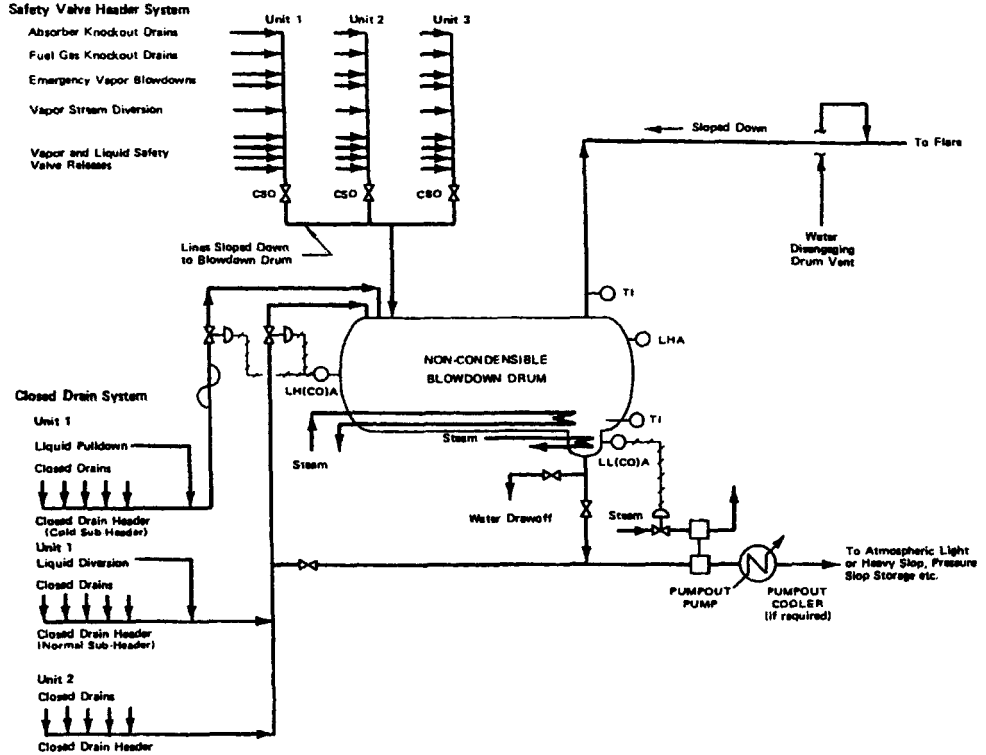 Safety Valve Header System
Unit 1
Unit 2
Unit 3
Absorber Knockout Drains
Fuel Gas Knockout Drains
Emergency Vapor Blowdowns
Vapor Stream Diversion
Vapor and Liquid Safety
Valve Releases
CSO
CSO
CSO
Lines Sloped Down
to Blowdown Drum
Sloped Down
To Flare
Water
Disengaging
Drum Vent
TI
LHA
NON-CONDENSIBLE
BLOWDOWN DRUM
LH(CO)A
TI
Steam
Steam
LL(CO)A
Water Drawoff
Steam
Closed Drain System
Unit 1
Liquid Pulldown
Closed Drains
Closed Drain Header
(Cold Sub Header)
Unit 1
Liquid Diversion
Closed Drains
Closed Drain Header
(Normal Sub-Header)
Unit 2
Closed Drains
Closed Drain Header
PUMPOUT
PUMP
PUMPOUT
COOLER
(if required)
To Atmospheric Light
or Heavy Slop, Pressure
Slop Storage etc.